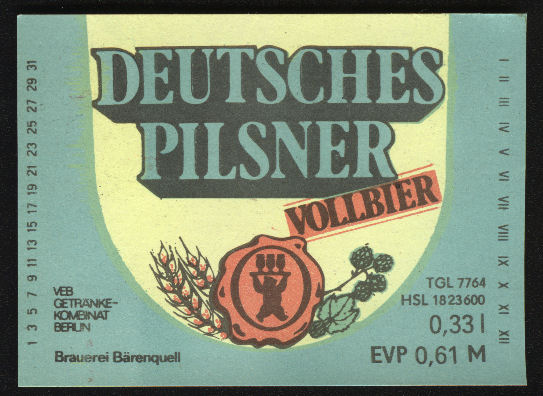 DEUTSCHES
PILSNER
VOLLBIER
1 3 5 7 9 11 13 15 17 19 21 23 25 27 29 31
VEB
GETRÄNKE-
KOMBINAT
BERLIN
Brauerei Bärenquell
TGL 7764
HSL 1823600
0,33 l
EVP 0,61 M
I II III IV V VI VII VIII IX X XI XII